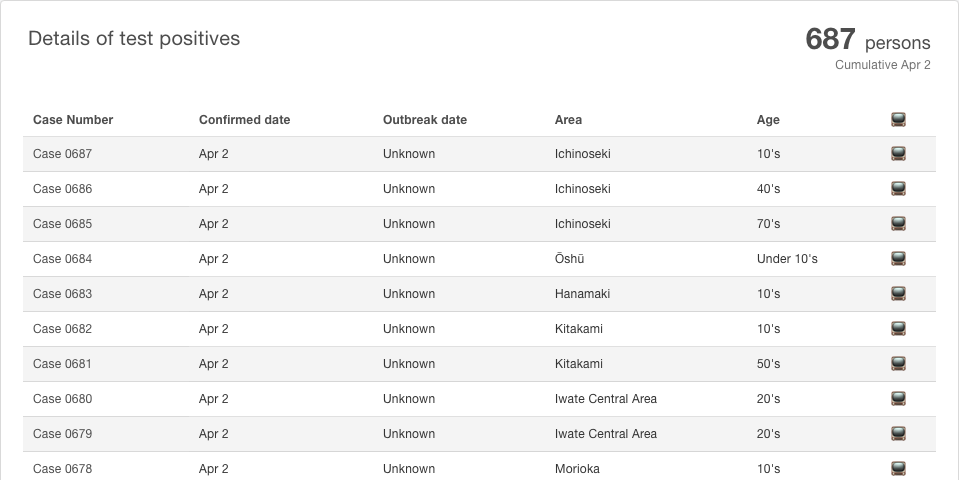 Details of test positives
687 persons
Cumulative Apr 2
Case Number Confirmed date Outbreak date Area Age
Case 0687 Apr 2 Unknown Ichinoseki 10's
Case 0686 Apr 2 Unknown Ichinoseki 40's
Case 0685 Apr 2 Unknown Ichinoseki 70's
Case 0684 Apr 2 Unknown Ōshū Under 10's
Case 0683 Apr 2 Unknown Hanamaki 10's
Case 0682 Apr 2 Unknown Kitakami 10's
Case 0681 Apr 2 Unknown Kitakami 50's
Case 0680 Apr 2 Unknown Iwate Central Area 20's
Case 0679 Apr 2 Unknown Iwate Central Area 20's
Case 0678 Apr 2 Unknown Morioka 10's